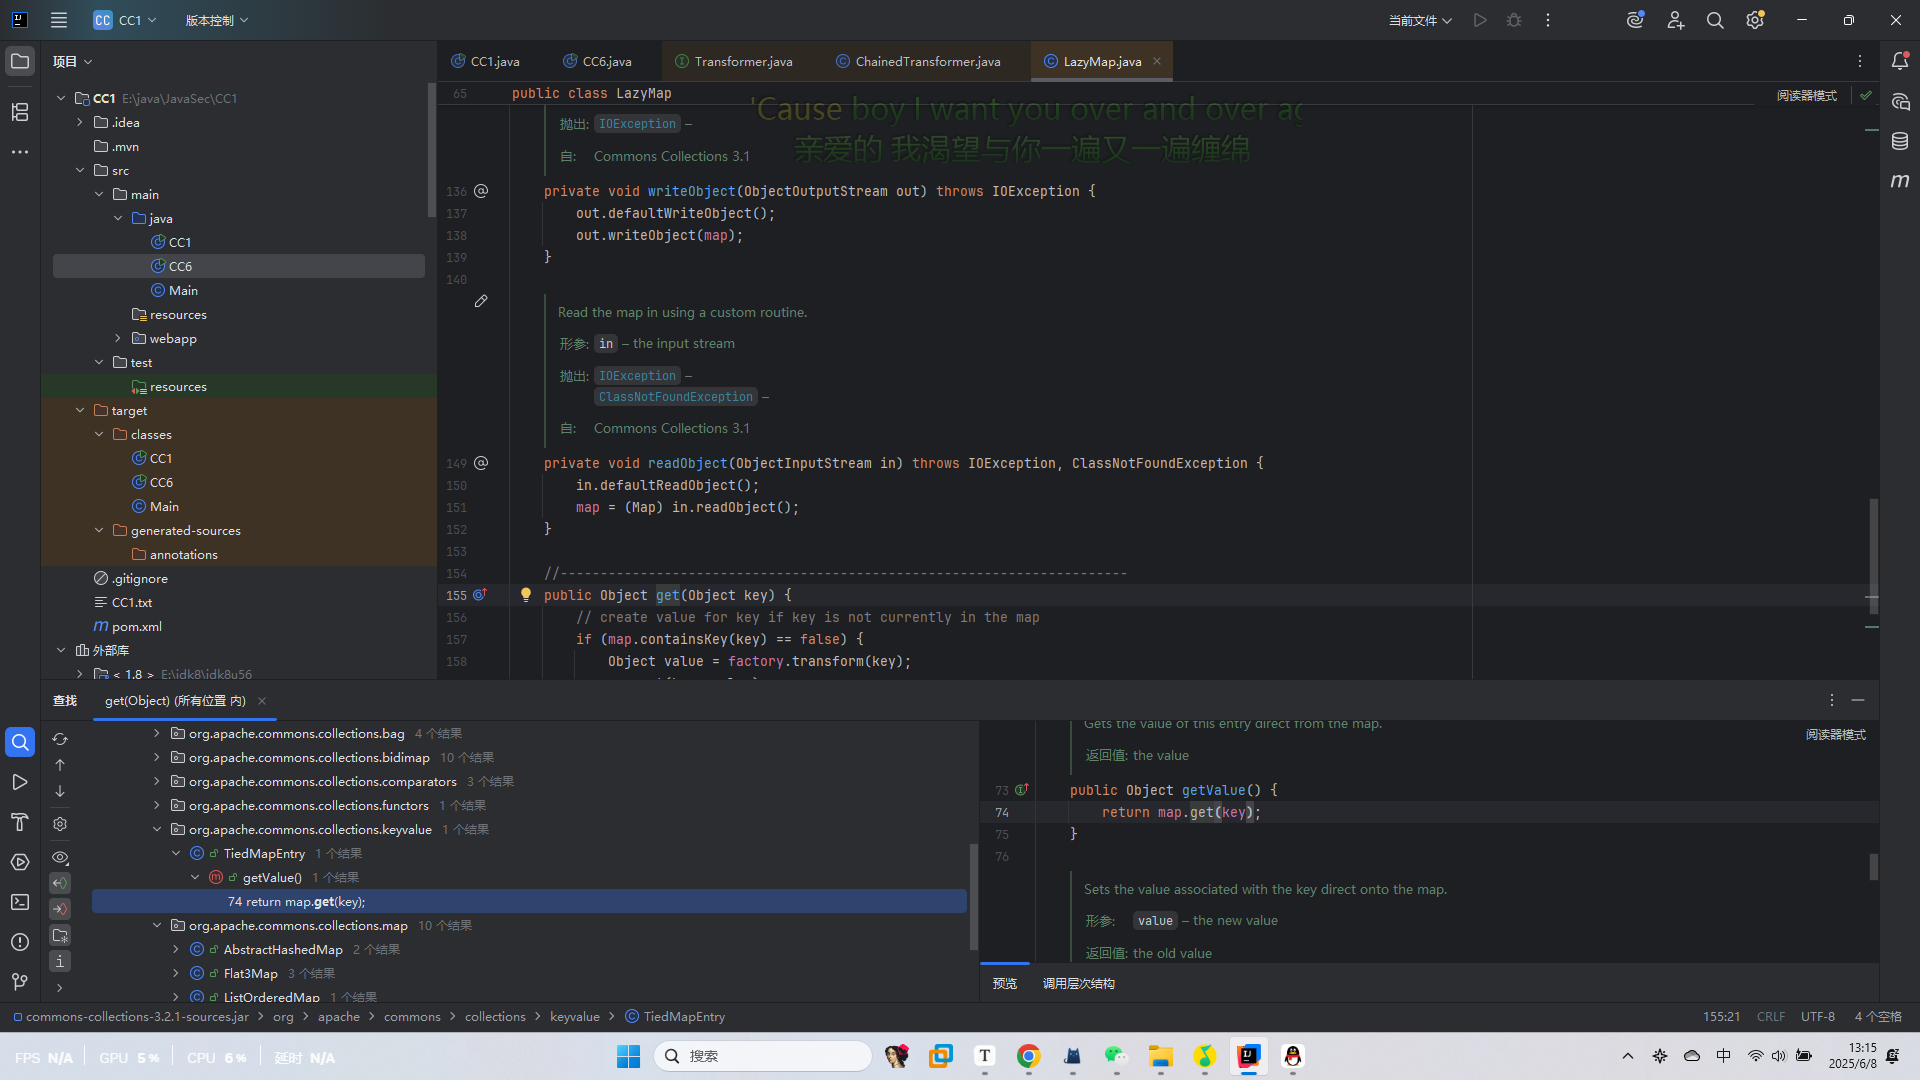 CC CC1 版本控制 当前文件
项目
CC1.java CC6.java Transformer.java ChainedTransformer.java LazyMap.java
CC1 E:\java\JavaSec\CC1
.idea
.mvn
src
main
java
CC1
CC6
Main
resources
webapp
test
resources
target
classes
CC1
CC6
Main
generated-sources
annotations
.gitignore
CC1.txt
pom.xml
外部库
< 1.8 > E:\jdk8\jdk8u56
65 public class LazyMap
阅读器模式
'Cause boy I want you over and over ag
亲爱的 我渴望与你一遍又一遍缠绵
抛出: IOException –
自: Commons Collections 3.1
136 private void writeObject(ObjectOutputStream out) throws IOException {
137 out.defaultWriteObject();
138 out.writeObject(map);
139 }
140
Read the map in using a custom routine.
形参: in – the input stream
抛出: IOException –
ClassNotFoundException –
自: Commons Collections 3.1
149 private void readObject(ObjectInputStream in) throws IOException, ClassNotFoundException {
150 in.defaultReadObject();
151 map = (Map) in.readObject();
152 }
153
154 //-----------------------------------------------------------------------
155 public Object get(Object key) {
156 // create value for key if key is not currently in the map
157 if (map.containsKey(key) == false) {
158 Object value = factory.transform(key);
查找 get(Object) (所有位置 内)
org.apache.commons.collections.bag 4 个结果
org.apache.commons.collections.bidimap 10 个结果
org.apache.commons.collections.comparators 3 个结果
org.apache.commons.collections.functors 1 个结果
org.apache.commons.collections.keyvalue 1 个结果
TiedMapEntry 1 个结果
getValue() 1 个结果
74 return map.get(key);
org.apache.commons.collections.map 10 个结果
AbstractHashedMap 2 个结果
Flat3Map 3 个结果
ListOrderedMap 1 个结果
Gets the value of this entry direct from the map.
阅读器模式
返回值: the value
73 public Object getValue() {
74 return map.get(key);
75 }
76
Sets the value associated with the key direct onto the map.
形参: value – the new value
返回值: the old value
预览 调用层次结构
commons-collections-3.2.1-sources.jar > org > apache > commons > collections > keyvalue > TiedMapEntry
155:21 CRLF UTF-8 4 个空格
FPS N/A GPU 5 % CPU 6 % 延时 N/A
搜索
中
13:15
2025/6/8